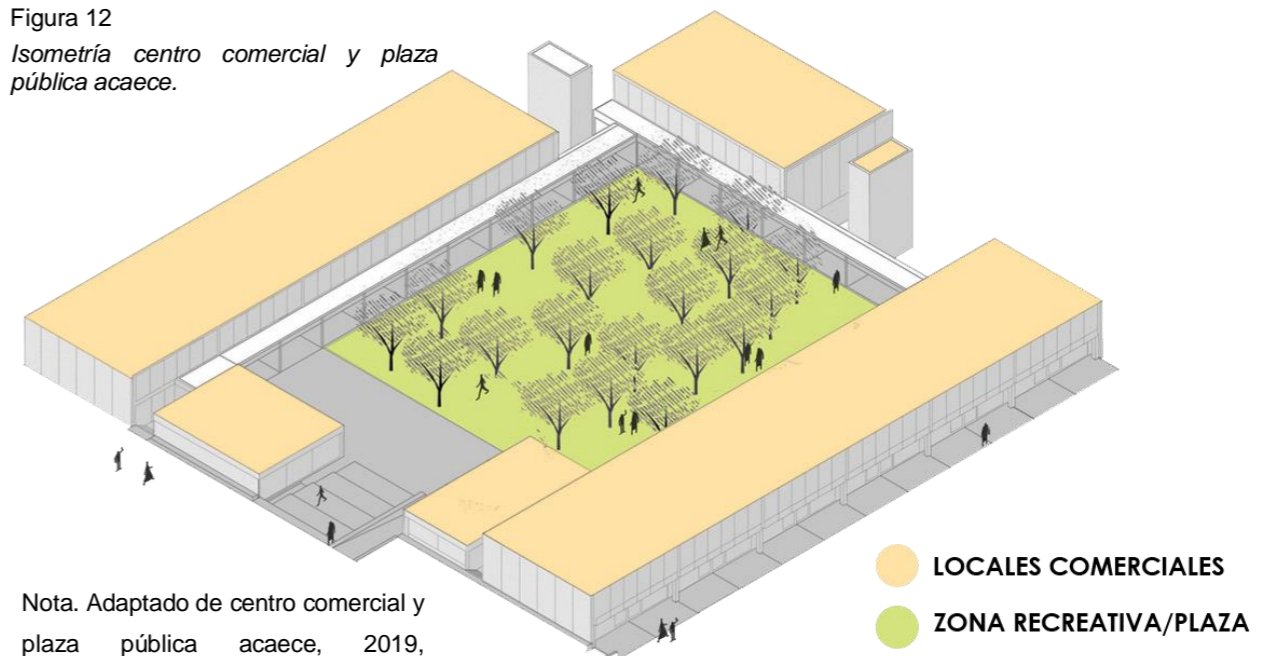 Figura 12
Isometría centro comercial y plaza
pública acaece.
LOCALES COMERCIALES
ZONA RECREATIVA/PLAZA
Nota. Adaptado de centro comercial y
plaza pública acaece, 2019,